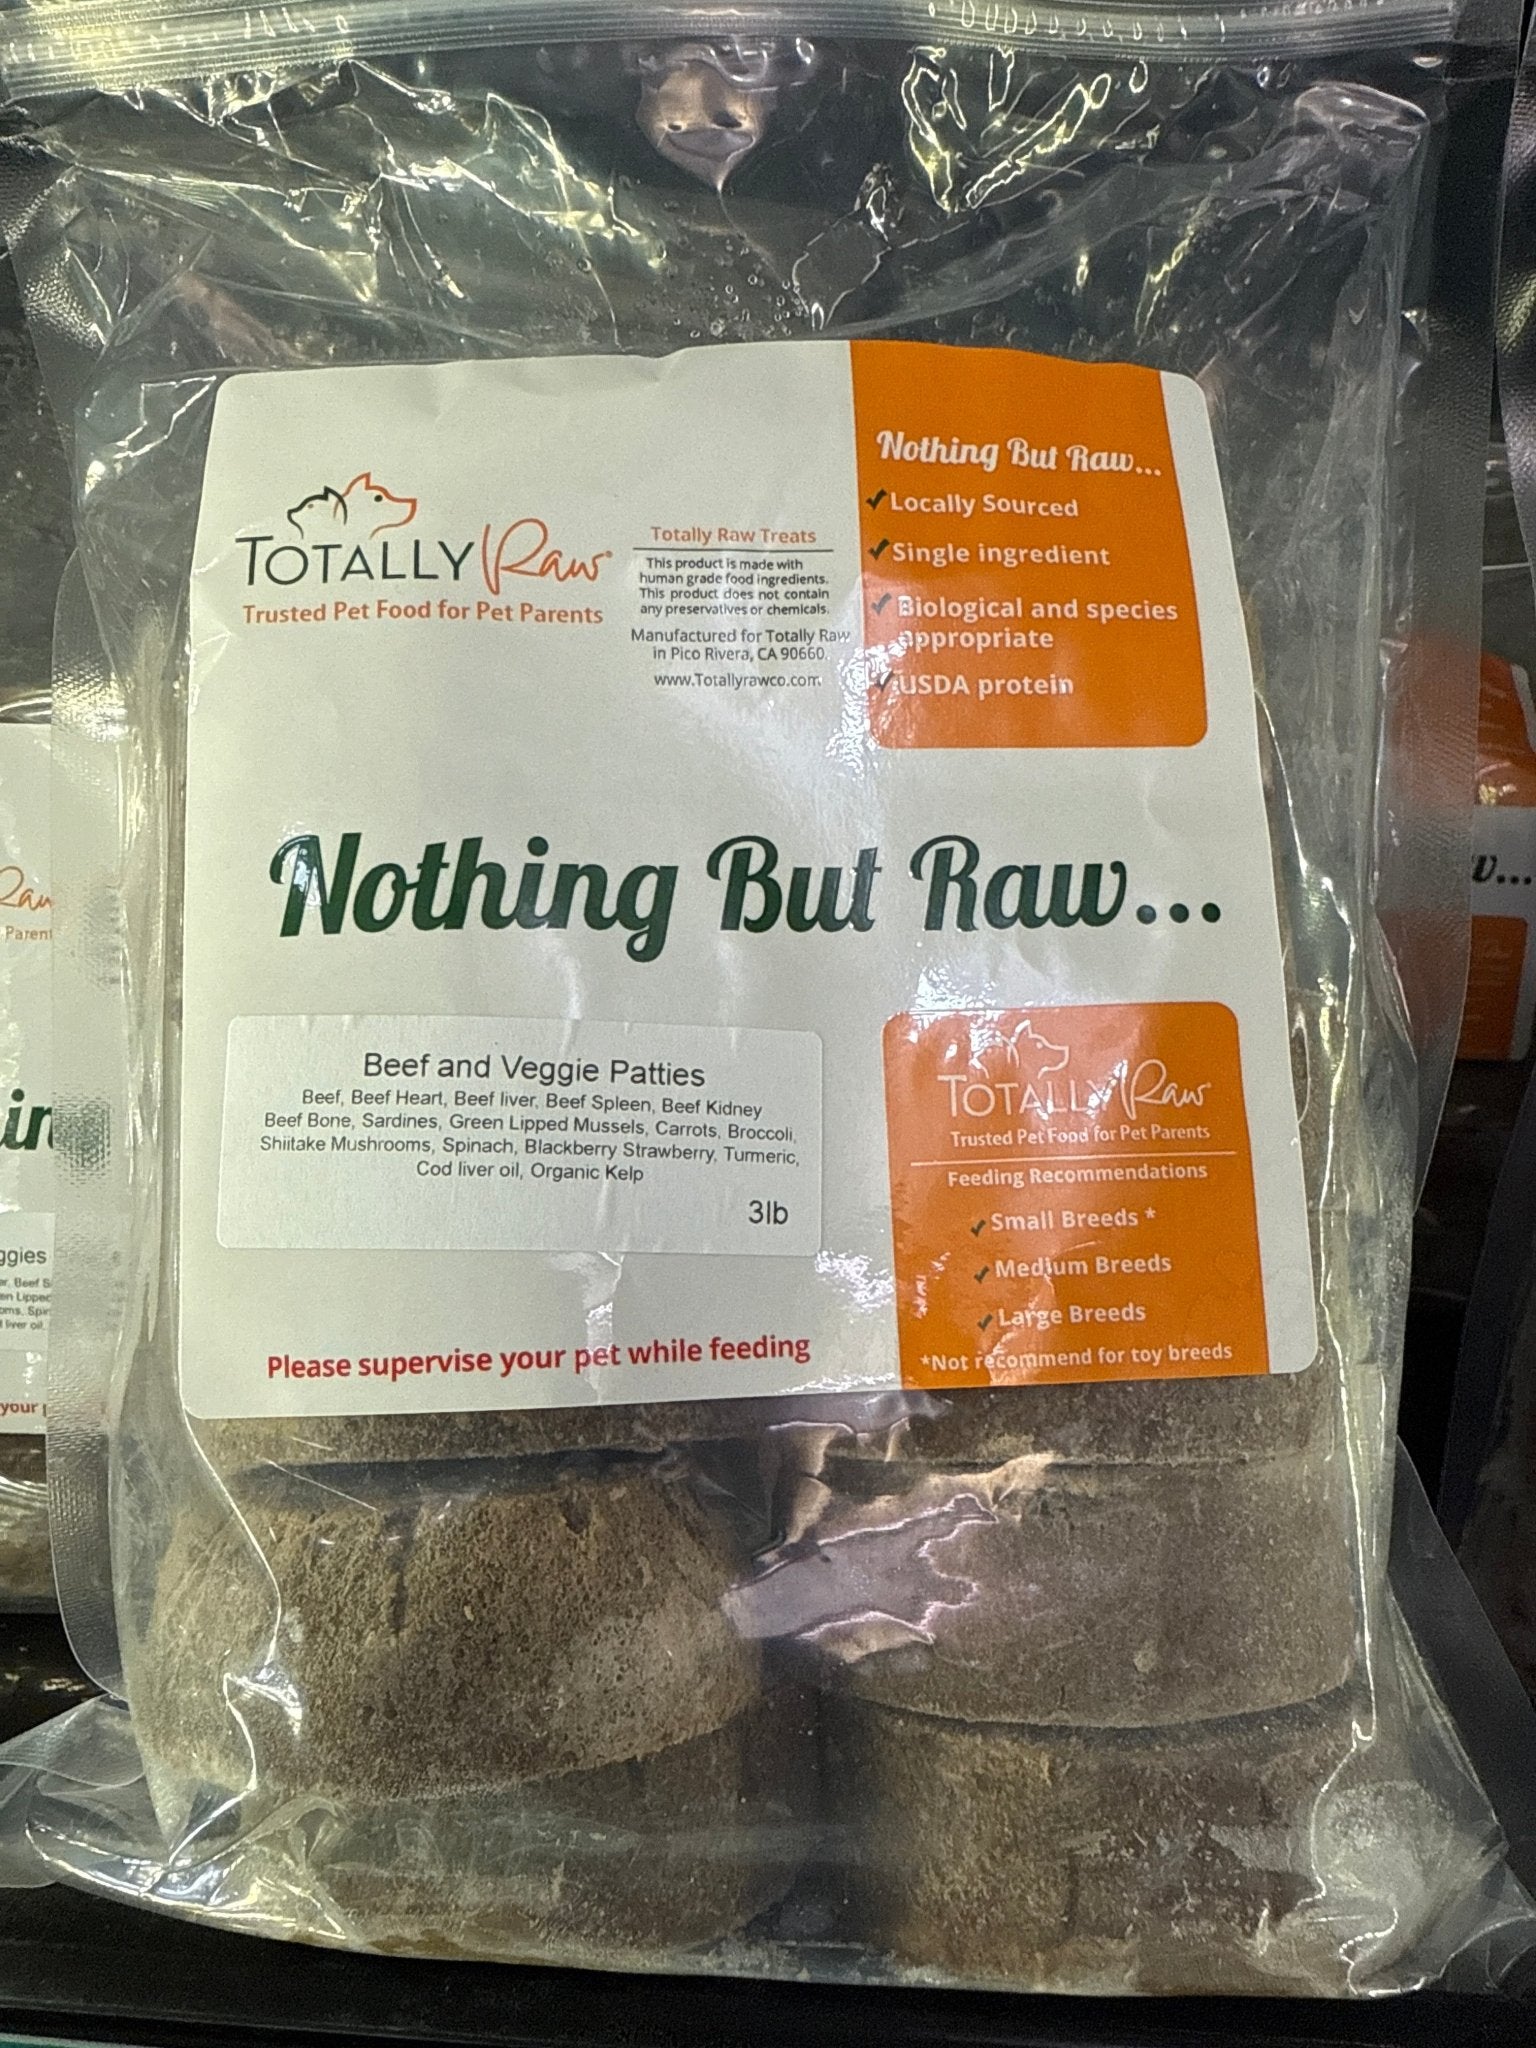 TOTALLY Raw
Trusted Pet Food for Pet Parents
Totally Raw Treats
This product is made with
human grade food ingredients.
This product does not contain
any preservatives or chemicals.
Manufactured for Totally Raw
in Pico Rivera, CA 90660.
www.Totallyrawco.com
Nothing But Raw...
Locally Sourced
Single ingredient
Biological and species
appropriate
USDA protein
Nothing But Raw...
Beef and Veggie Patties
Beef, Beef Heart, Beef liver, Beef Spleen, Beef Kidney
Beef Bone, Sardines, Green Lipped Mussels, Carrots, Broccoli,
Shiitake Mushrooms, Spinach, Blackberry Strawberry, Turmeric,
Cod liver oil, Organic Kelp
3lb
Please supervise your pet while feeding
TOTALLY Raw
Trusted Pet Food for Pet Parents
Feeding Recommendations
Small Breeds *
Medium Breeds
Large Breeds
*Not recommend for toy breeds
Raw
Paren
ggies
your